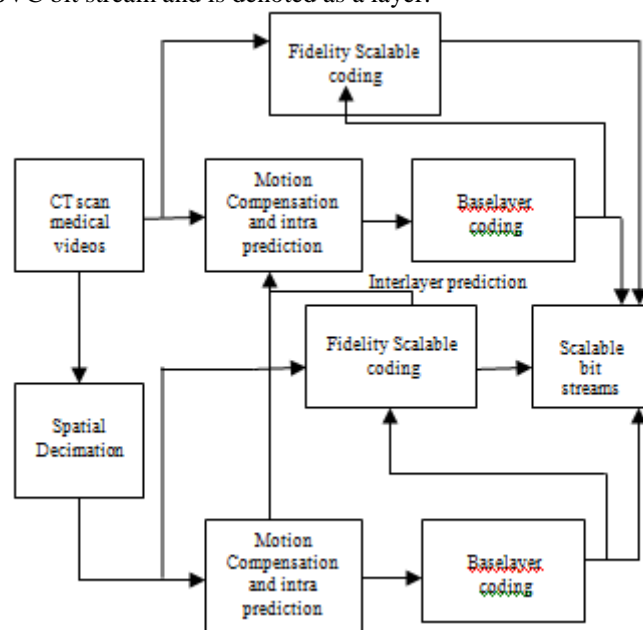 VC bit stream and is denoted as a layer.
Fidelity Scalable
coding
CT scan
medical
videos
Motion
Compensation
and intra
prediction
Baselayer
coding
Interlayer prediction
Fidelity Scalable
coding
Scalable
bit
streams
Spatial
Decimation
Motion
Compensation
and intra
prediction
Baselayer
coding